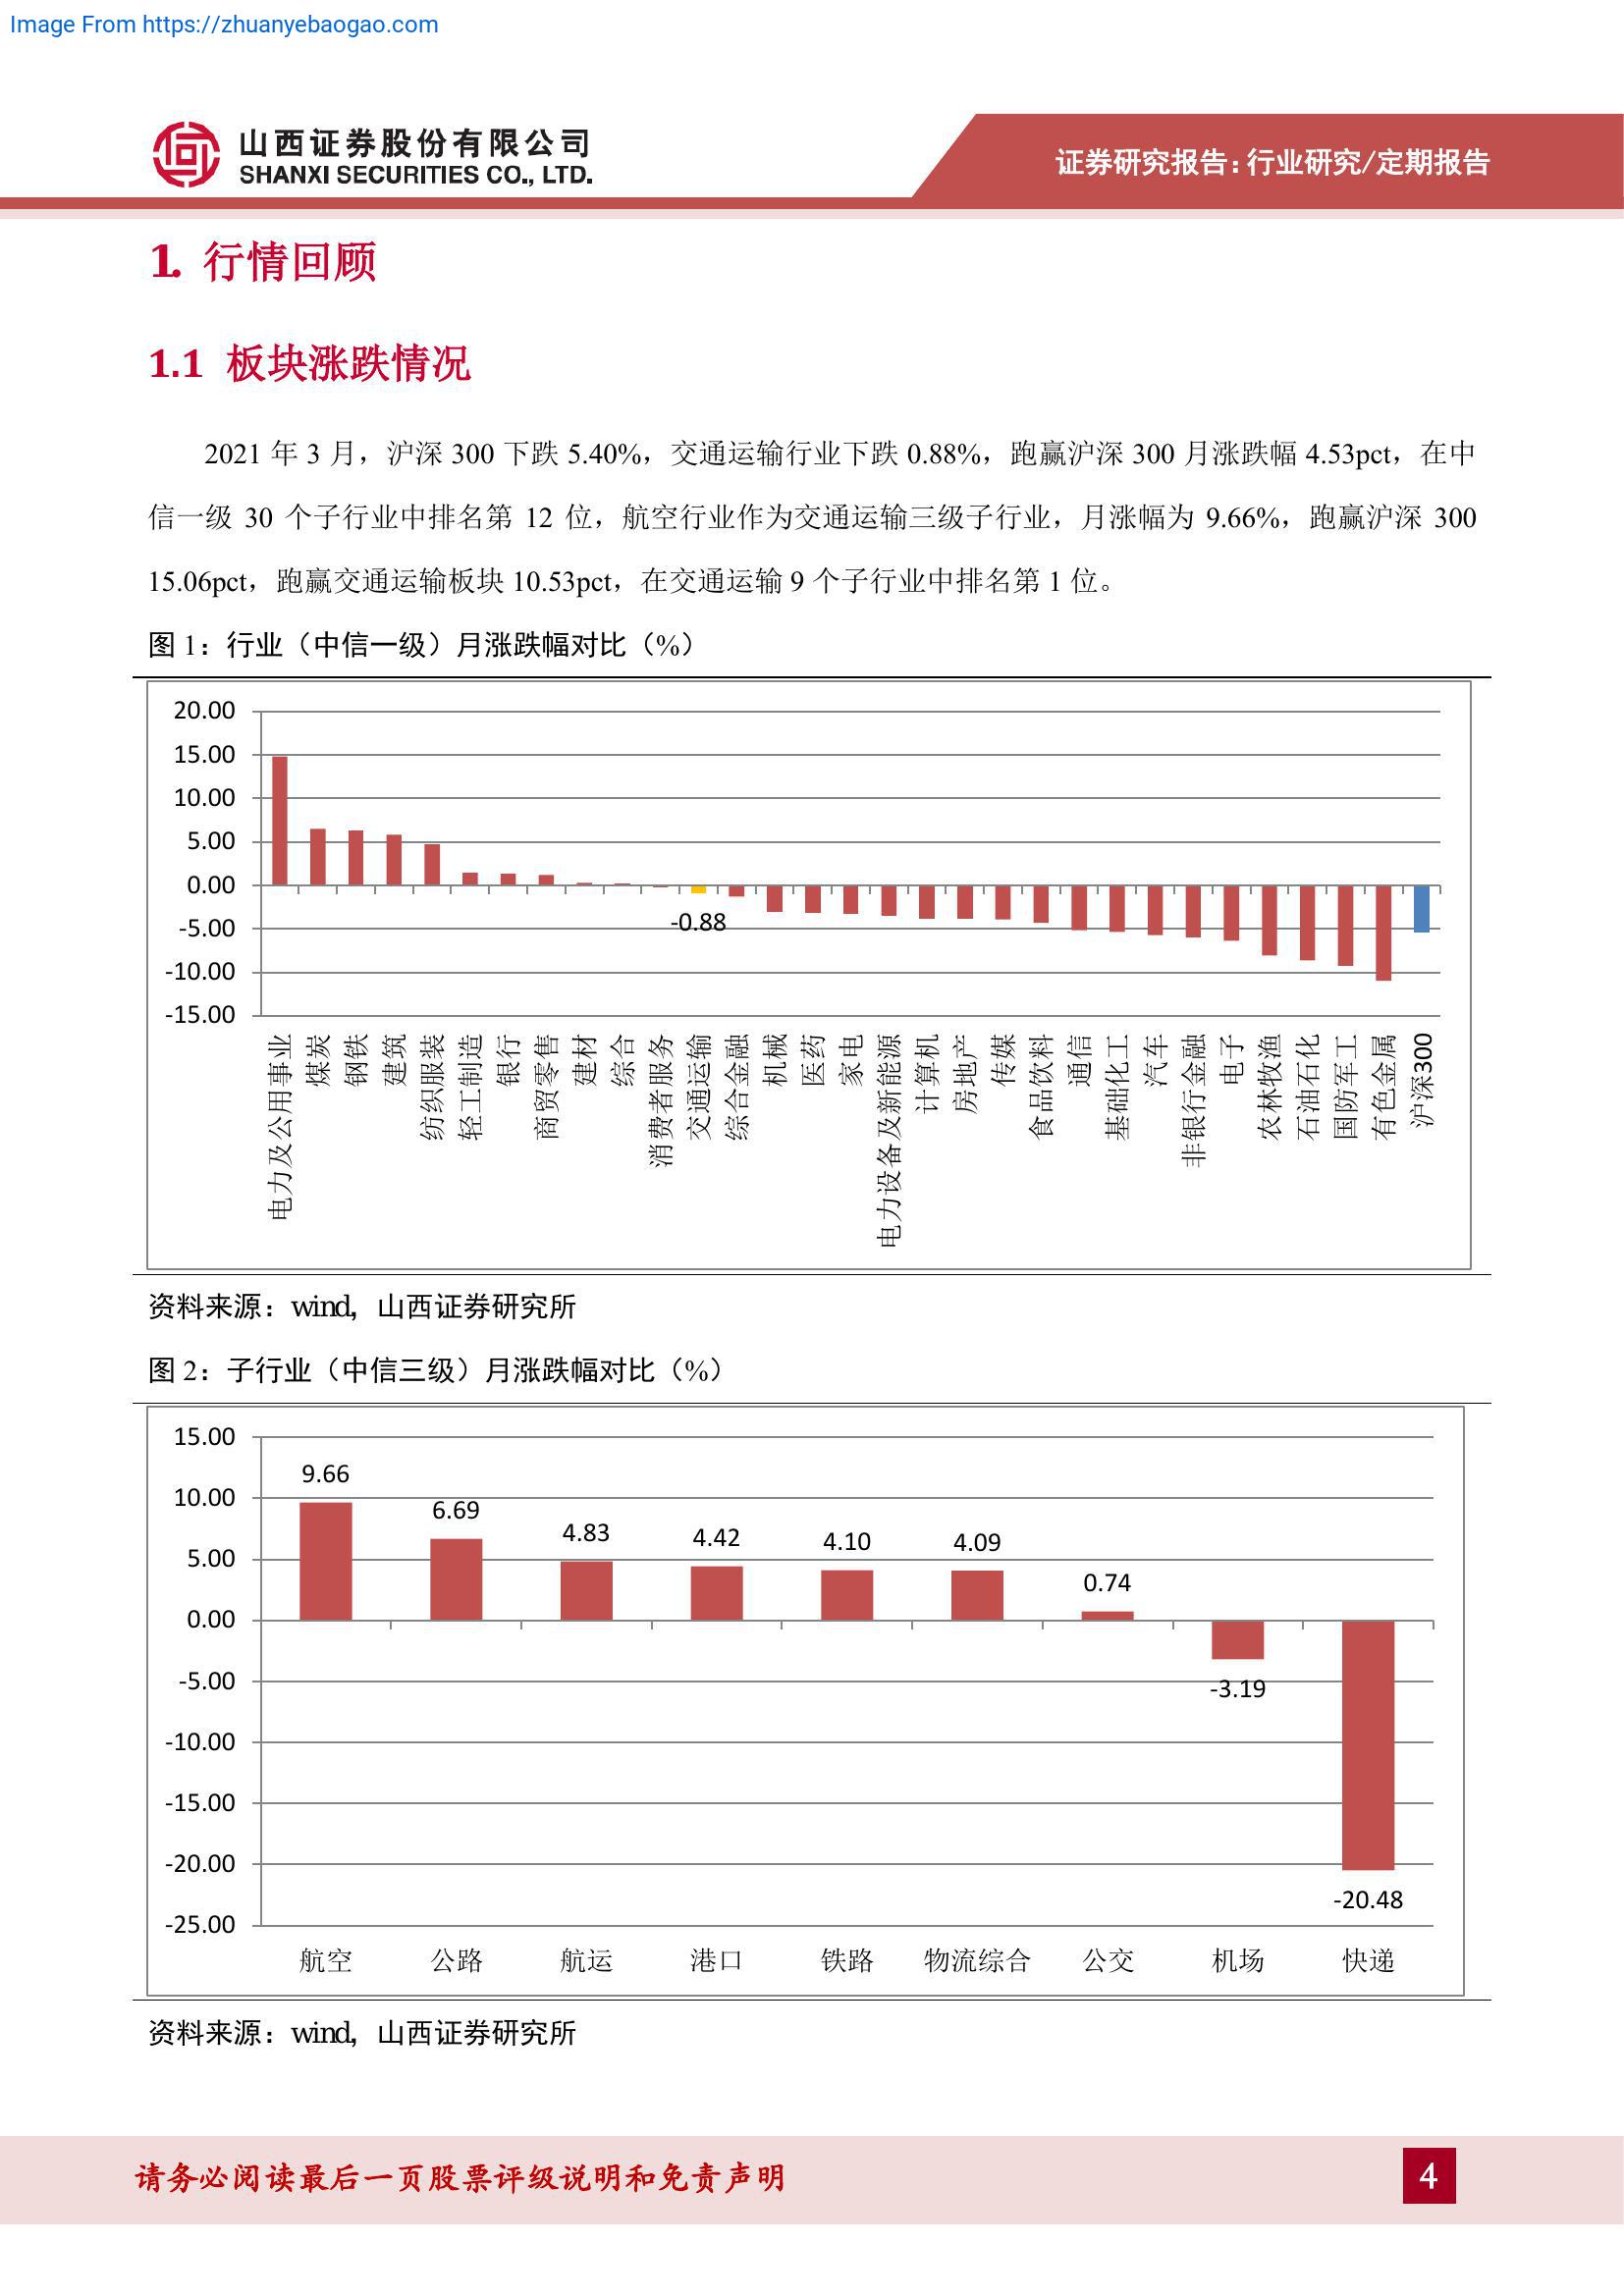 Image From https://zhuanyebaogao.com
山西证券股份有限公司
SHANXI SECURITIES CO., LTD.
证券研究报告:行业研究/定期报告
1. 行情回顾
1.1 板块涨跌情况
2021 年 3 月，沪深 300 下跌 5.40%，交通运输行业下跌 0.88%，跑赢沪深 300 月涨跌幅 4.53pct，在中
信一级 30 个子行业中排名第 12 位，航空行业作为交通运输三级子行业，月涨幅为 9.66%，跑赢沪深 300
15.06pct，跑赢交通运输板块 10.53pct，在交通运输 9 个子行业中排名第 1 位。
图 1：行业（中信一级）月涨跌幅对比（%）
20.00
15.00
10.00
5.00
0.00
-5.00
-10.00
-15.00
-0.88
电力及公用事业
煤炭
钢铁
建筑
纺织服装
轻工制造
银行
商贸零售
建材
综合
消费者服务
交通运输
综合金融
机械
医药
家电
电力设备及新能源
计算机
房地产
传媒
食品饮料
通信
基础化工
汽车
非银行金融
电子
农林牧渔
石油石化
国防军工
有色金属
沪深300
资料来源：wind，山西证券研究所
图 2：子行业（中信三级）月涨跌幅对比（%）
15.00
10.00
5.00
0.00
-5.00
-10.00
-15.00
-20.00
-25.00
9.66
6.69
4.83
4.42
4.10
4.09
0.74
-3.19
-20.48
航空
公路
航运
港口
铁路
物流综合
公交
机场
快递
资料来源：wind，山西证券研究所
请务必阅读最后一页股票评级说明和免责声明
4